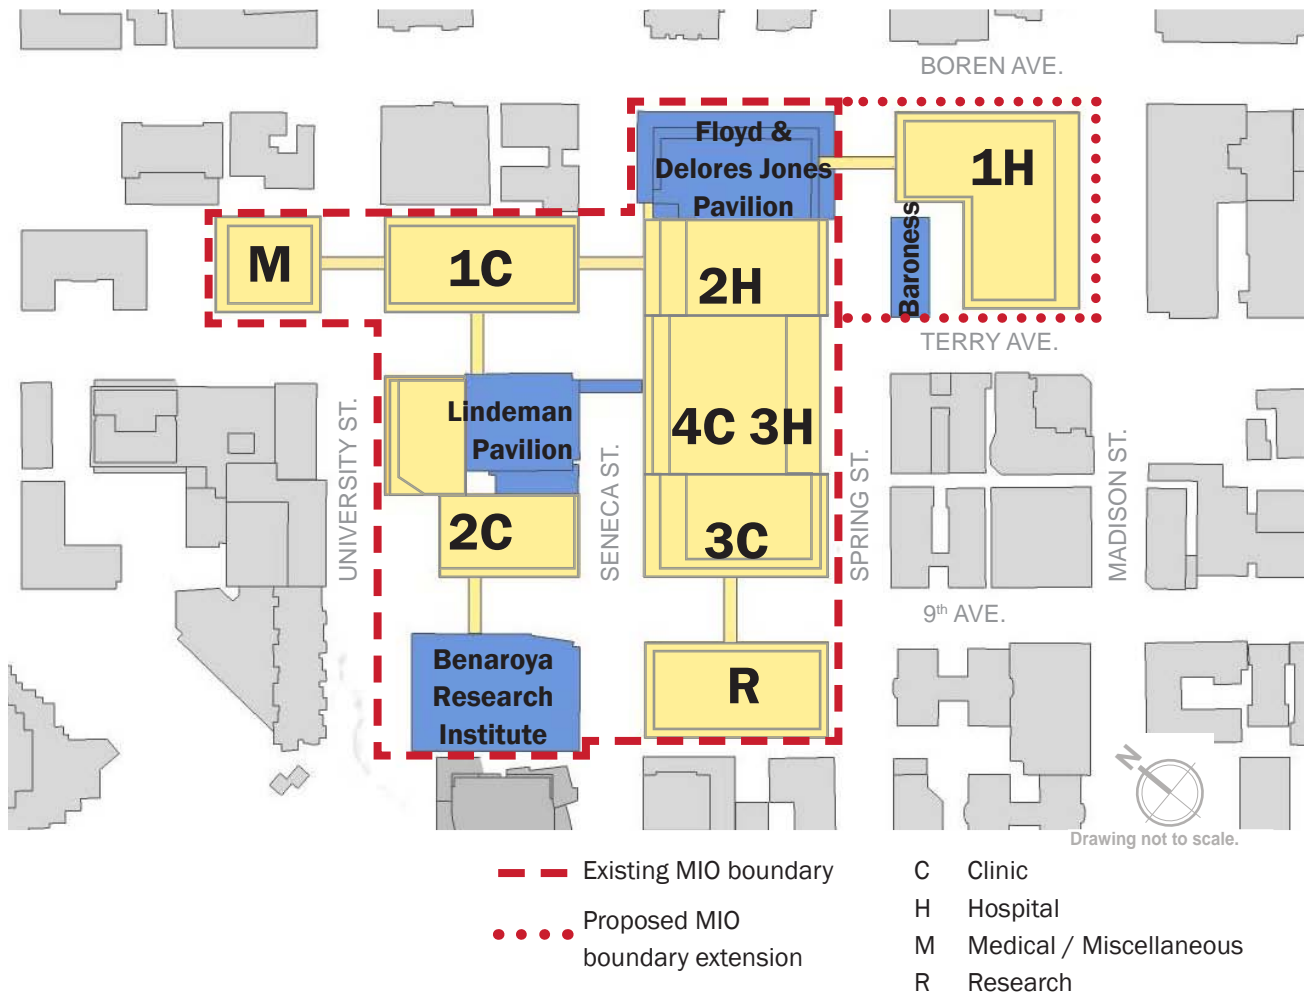 BOREN AVE.
Floyd &
Delores Jones
Pavilion
1H
M
1C
2H
Baroness
TERRY AVE.
UNIVERSITY ST.
Lindeman
Pavilion
SENECA ST.
4C 3H
SPRING ST.
MADISON ST.
2C
3C
9th AVE.
Benaroya
Research
Institute
R
N
Drawing not to scale.
Existing MIO boundary
Proposed MIO
boundary extension
C Clinic
H Hospital
M Medical / Miscellaneous
R Research